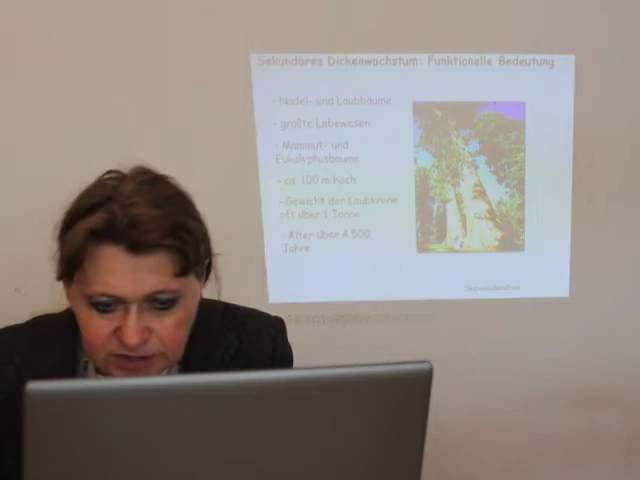 Sekundäres Dickenwachstum: Funktionelle Bedeutung
- Nadel- und Laubbäume
- größte Lebewesen
- Mammut- und
Eukalyptusbäume
- ca. 100 m hoch
- Gewicht der Laubkrone
oft über 1 Tonne
- Alter über 4.500
Jahre